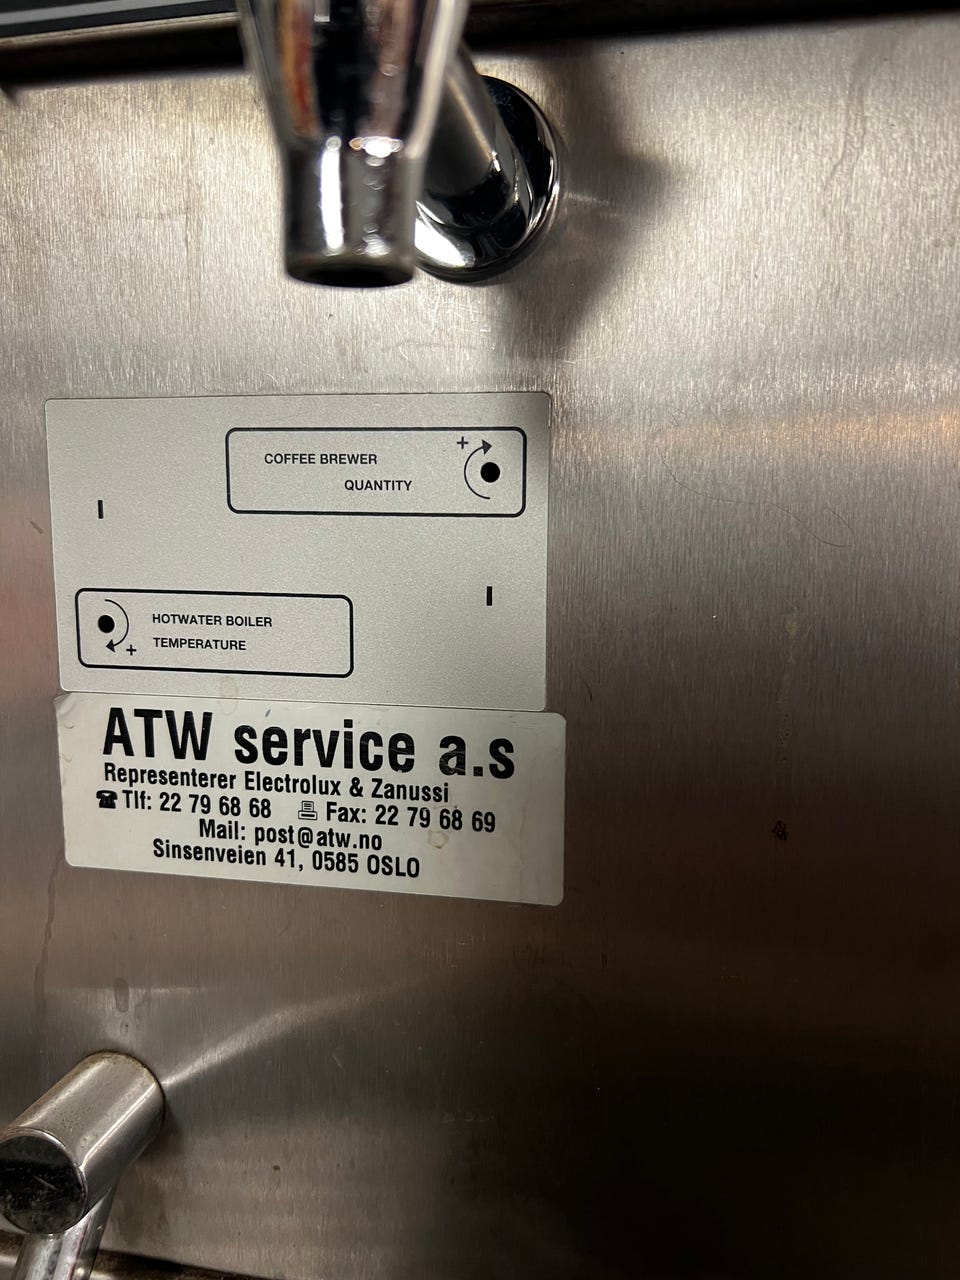 COFFEE BREWER
QUANTITY
+
HOTWATER BOILER
TEMPERATURE
+
ATW service a.s
Representerer Electrolux & Zanussi
☎ Tlf: 22 79 68 68 Fax: 22 79 68 69
Mail: post@atw.no
Sinsenveien 41, 0585 OSLO